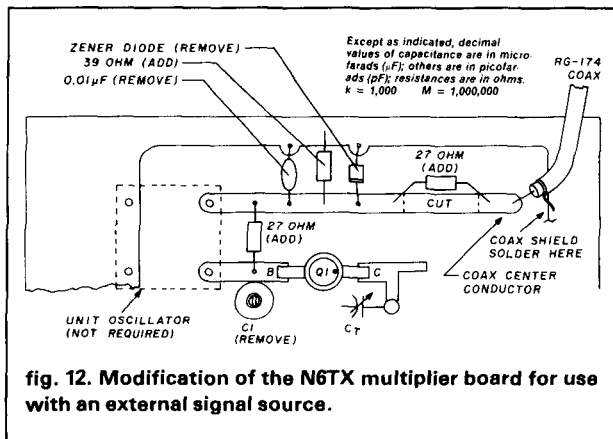 ZENER DIODE (REMOVE)
39 OHM (ADD)
0.01µF (REMOVE)
Except as indicated, decimal
values of capacitance are in micro-
farads (µF); others are in picofar-
ads (pF); resistances are in ohms.
k = 1,000 M = 1,000,000
RG-174
COAX
27 OHM
(ADD)
CUT
27 OHM
(ADD)
COAX SHIELD
SOLDER HERE
COAX CENTER
CONDUCTOR
B
Q1
C
UNIT OSCILLATOR
(NOT REQUIRED)
C1
(REMOVE)
CT
fig. 12. Modification of the N6TX multiplier board for use
with an external signal source.